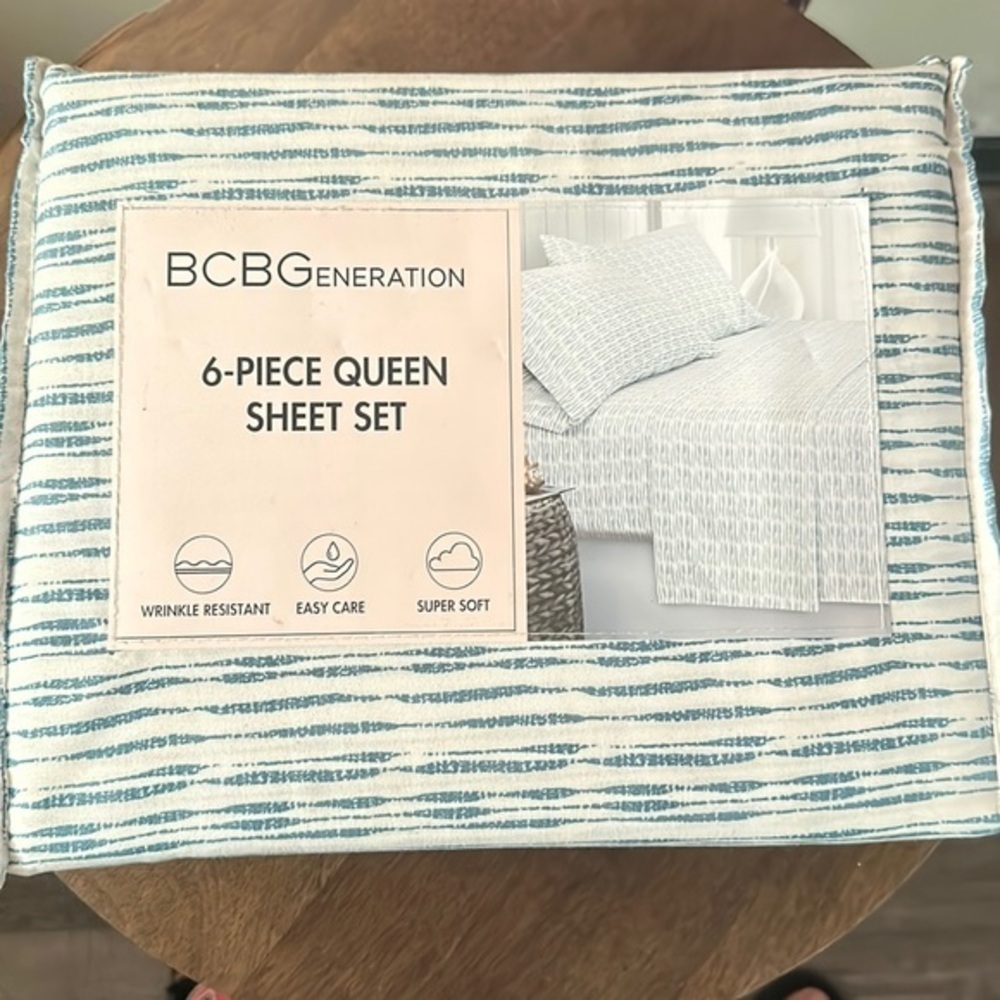 BCBGENERATION
6-PIECE QUEEN
SHEET SET
WRINKLE RESISTANT EASY CARE SUPER SOFT